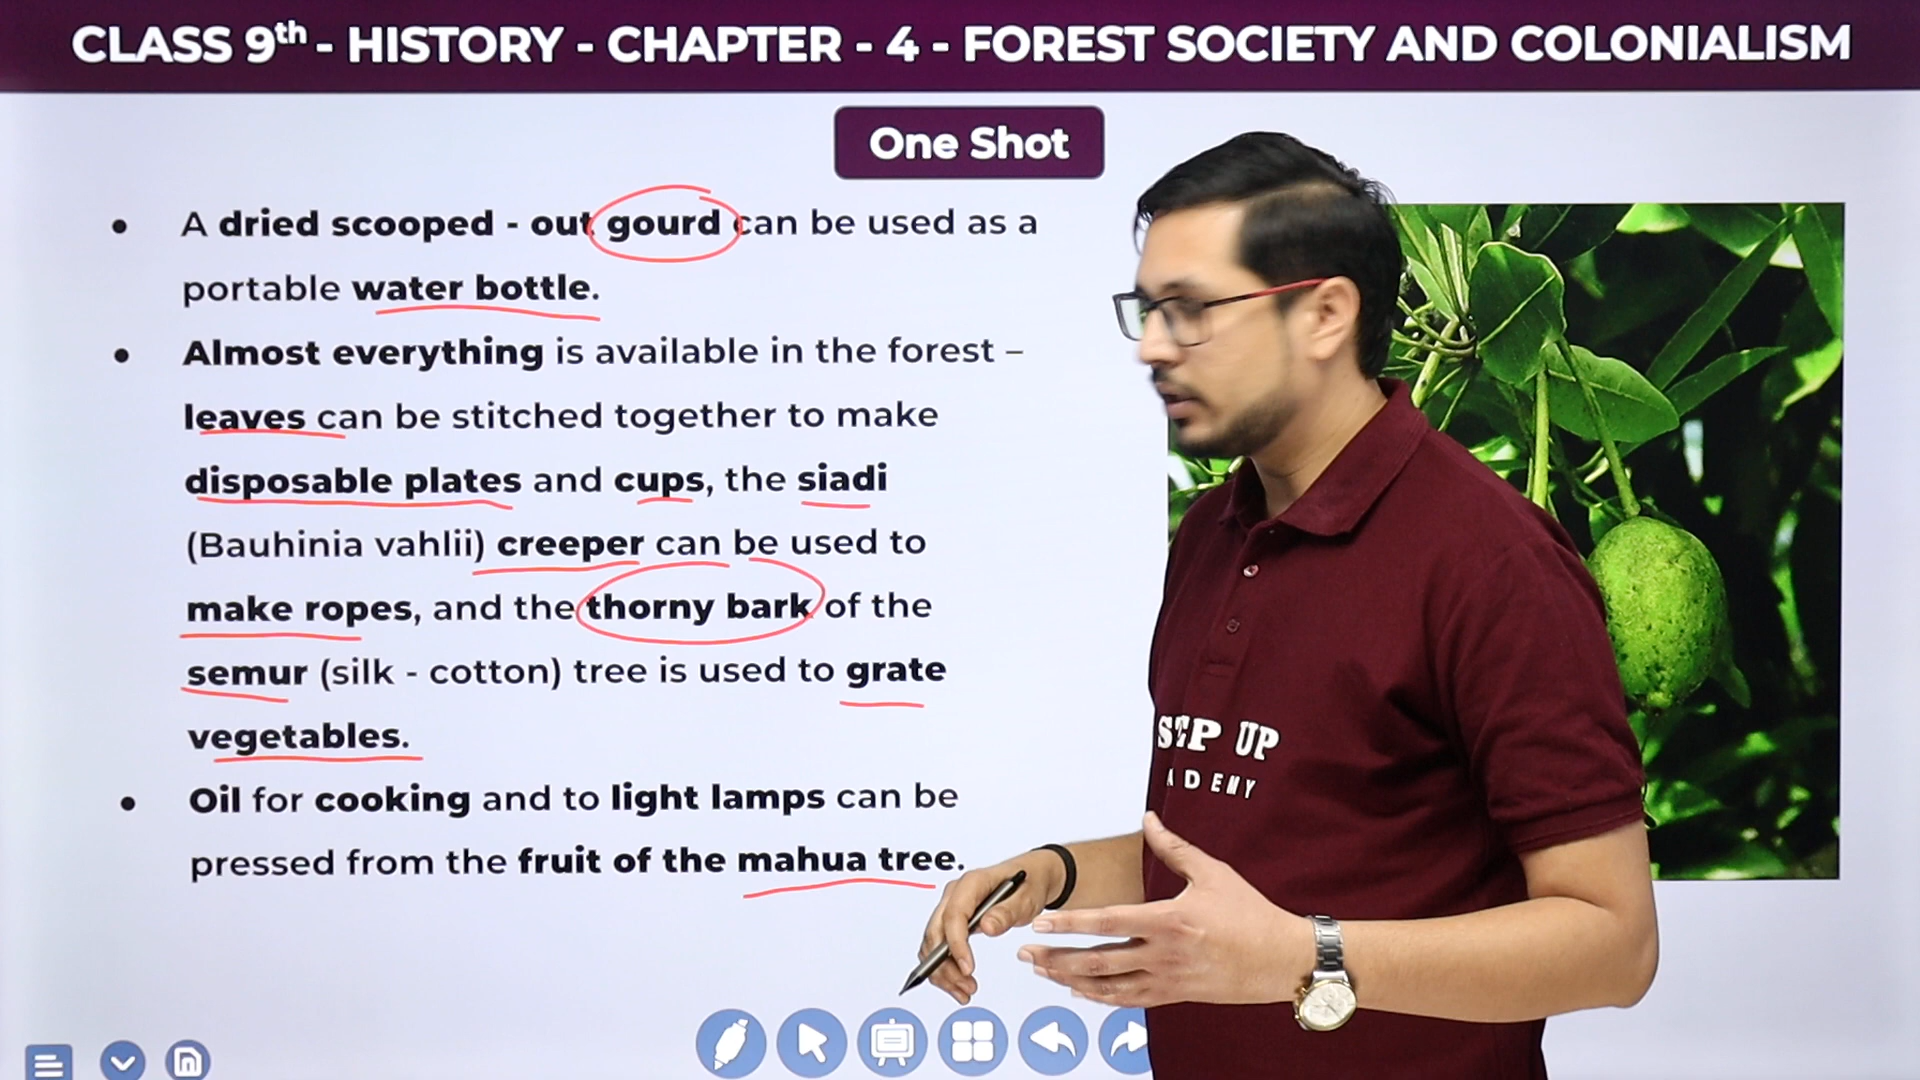 CLASS 9th - HISTORY - CHAPTER - 4 - FOREST SOCIETY AND COLONIALISM
One Shot
• A dried scooped - out gourd can be used as a
portable water bottle.
• Almost everything is available in the forest –
leaves can be stitched together to make
disposable plates and cups, the siadi
(Bauhinia vahlii) creeper can be used to
make ropes, and the thorny bark of the
semur (silk - cotton) tree is used to grate
vegetables.
• Oil for cooking and to light lamps can be
pressed from the fruit of the mahua tree.
STEP UP
ADEMY